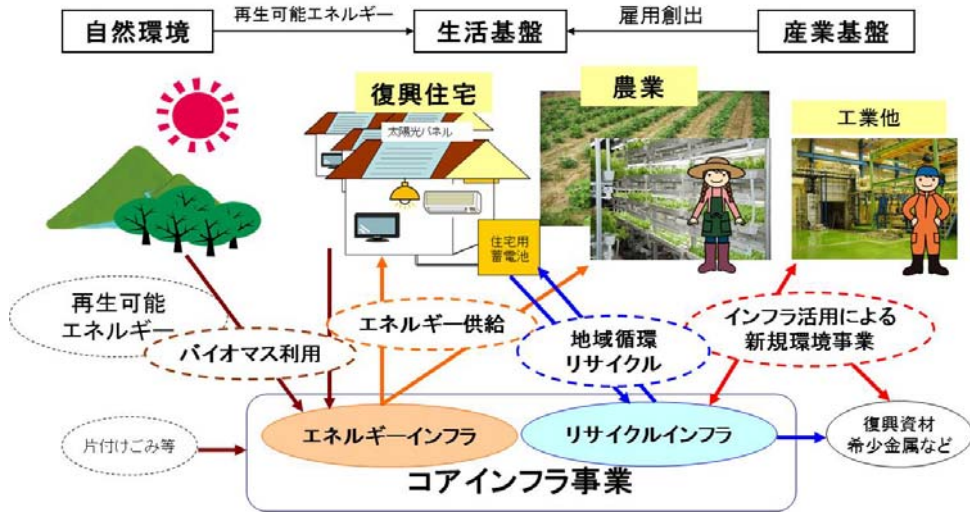 自然環境
再生可能エネルギー
生活基盤
雇用創出
産業基盤
復興住宅
農業
工業他
太陽光パネル
住宅用
蓄電池
再生可能
エネルギー
バイオマス利用
エネルギー供給
地域循環
リサイクル
インフラ活用による
新規環境事業
片付けごみ等
エネルギーインフラ
リサイクルインフラ
復興資材
希少金属など
コアインフラ事業